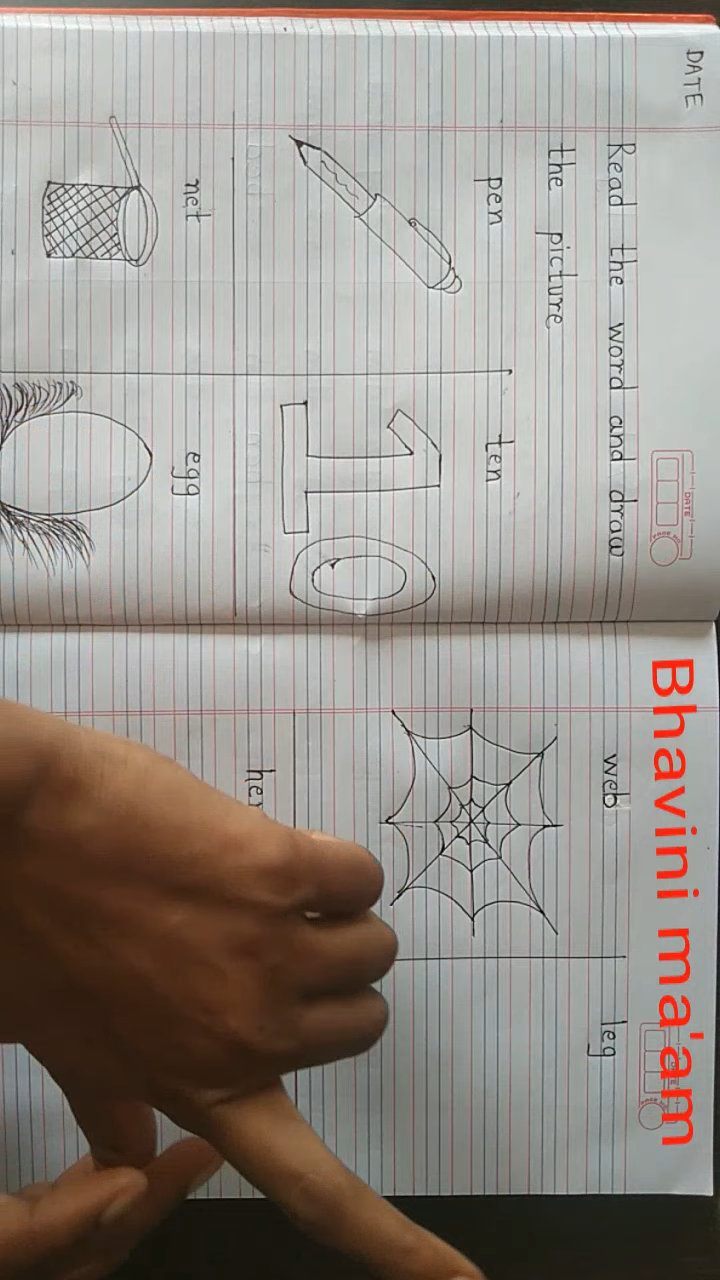 DATE
Read the word and draw
the picture
pen
ten
net
egg
Bhavini ma'am
web
leg